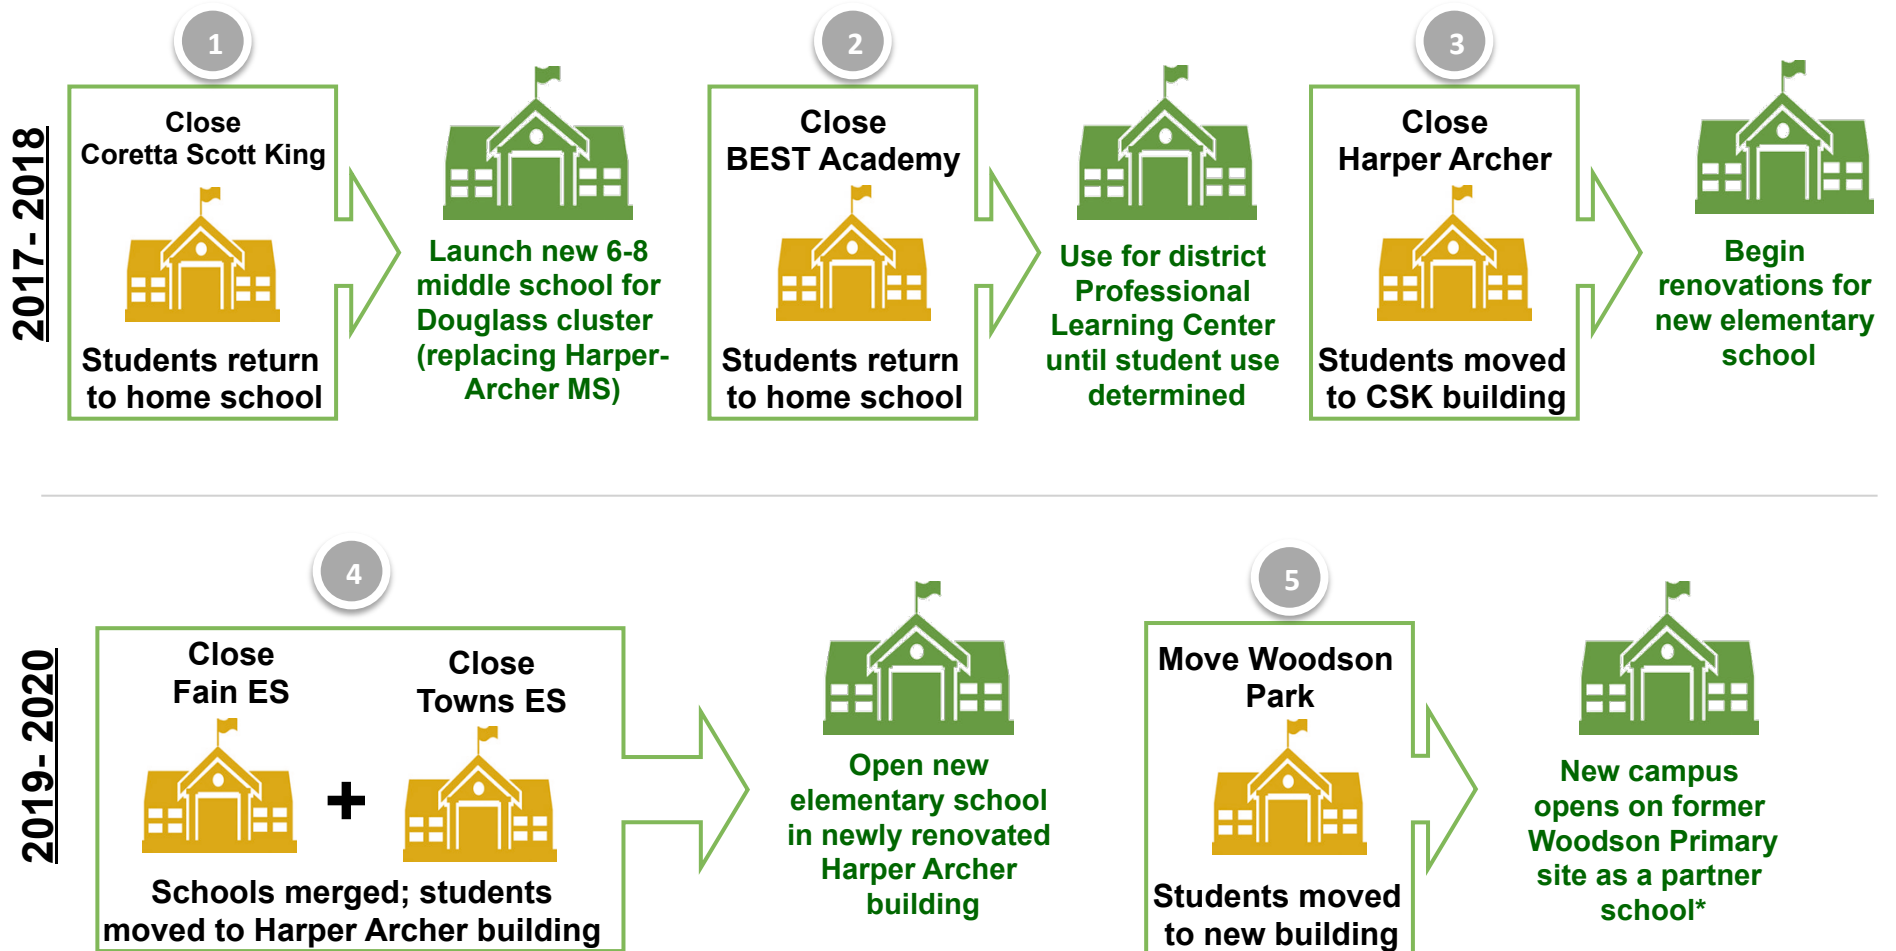 2017- 2018
1
Close
Coretta Scott King
Students return
to home school
Launch new 6-8
middle school for
Douglass cluster
(replacing Harper-
Archer MS)
2
Close
BEST Academy
Students return
to home school
Use for district
Professional
Learning Center
until student use
determined
3
Close
Harper Archer
Students moved
to CSK building
Begin
renovations for
new elementary
school
2019- 2020
4
Close
Fain ES
+
Close
Towns ES
Schools merged; students
moved to Harper Archer building
Open new
elementary school
in newly renovated
Harper Archer
building
5
Move Woodson
Park
Students moved
to new building
New campus
opens on former
Woodson Primary
site as a partner
school*